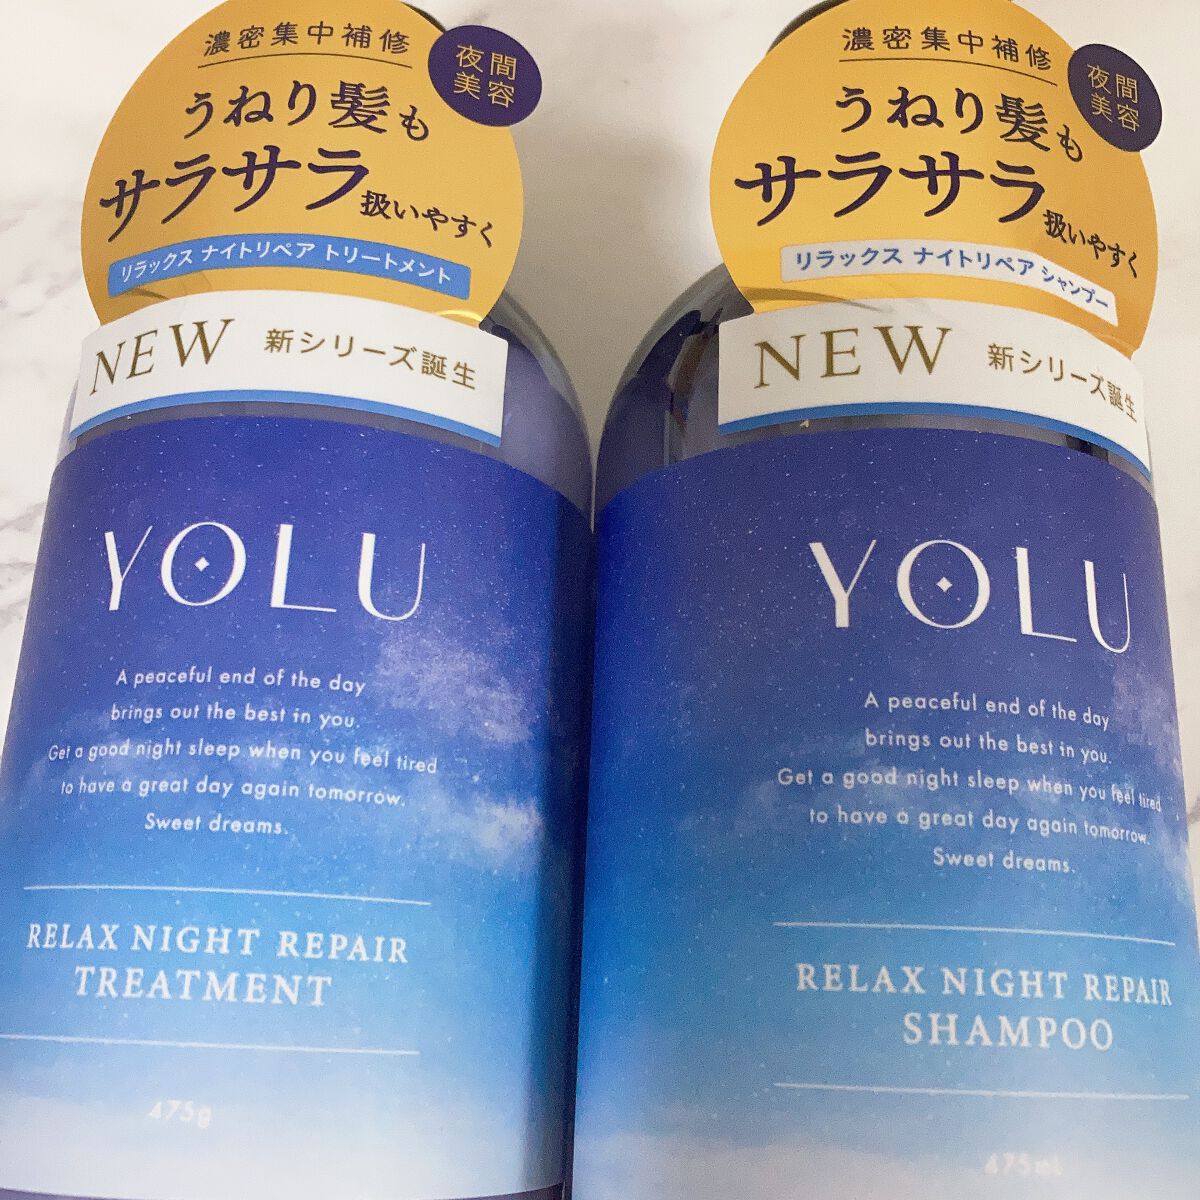 濃密集中補修
夜間
美容
うねり髪も
サラサラ
扱いやすく
リラックス ナイトリペア トリートメント
NEW 新シリーズ誕生
YOLU
A peaceful end of the day
brings out the best in you.
Get a good night sleep when you feel tired
to have a great day again tomorrow.
Sweet dreams.
RELAX NIGHT REPAIR
TREATMENT
475g
濃密集中補修
夜間
美容
うねり髪も
サラサラ
扱いやすく
リラックス ナイトリペア シャンプー
NEW 新シリーズ誕生
YOLU
A peaceful end of the day
brings out the best in you.
Get a good night sleep when you feel tired
to have a great day again tomorrow.
Sweet dreams.
RELAX NIGHT REPAIR
SHAMPOO
475mL